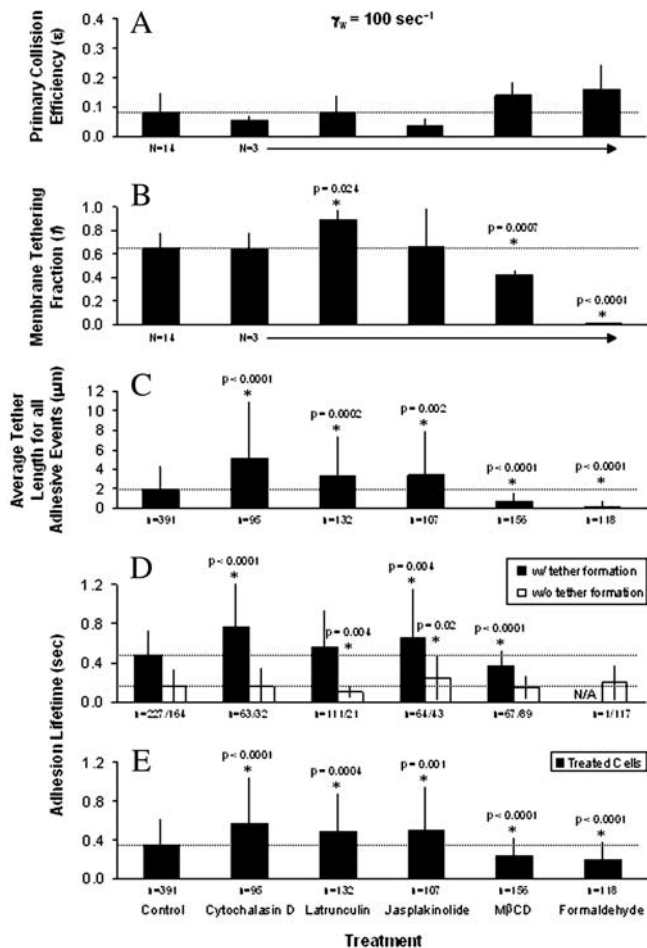 A
γw = 100 sec-1
Primary Collision
Efficiency (ε)
0.4
0.3
0.2
0.1
0.0
N=14
N=3
B
Membrane Tethering
Fraction (f)
1.0
0.8
0.6
0.4
0.2
0.0
p = 0.024
*
p = 0.0007
*
p < 0.0001
*
N=14
N=3
C
Average Tether
Length for all
Adhesive Events (μm)
12
10
8
6
4
2
0
p < 0.0001
*
p = 0.0002
*
p = 0.002
*
p < 0.0001
*
p < 0.0001
*
n=391
n=95
n=132
n=107
n=156
n=118
D
w/ tether formation
w/o tether formation
Adhesion Lifetime (sec)
1.2
0.8
0.4
0.0
p < 0.0001
*
p = 0.004
*
p = 0.004
*
p = 0.02
*
p < 0.0001
*
N/A
n=227/164
n=63/32
n=111/21
n=64/43
n=67/89
n=1/117
E
Treated Cells
1.2
0.8
0.4
0.0
p < 0.0001
*
p = 0.0004
*
p = 0.001
*
p < 0.0001
*
p < 0.0001
*
n=391
n=95
n=132
n=107
n=156
n=118
Control
Cytochalasin D
Latrunculin
Jasplakinolide
MβCD
Formaldehyde
Treatment